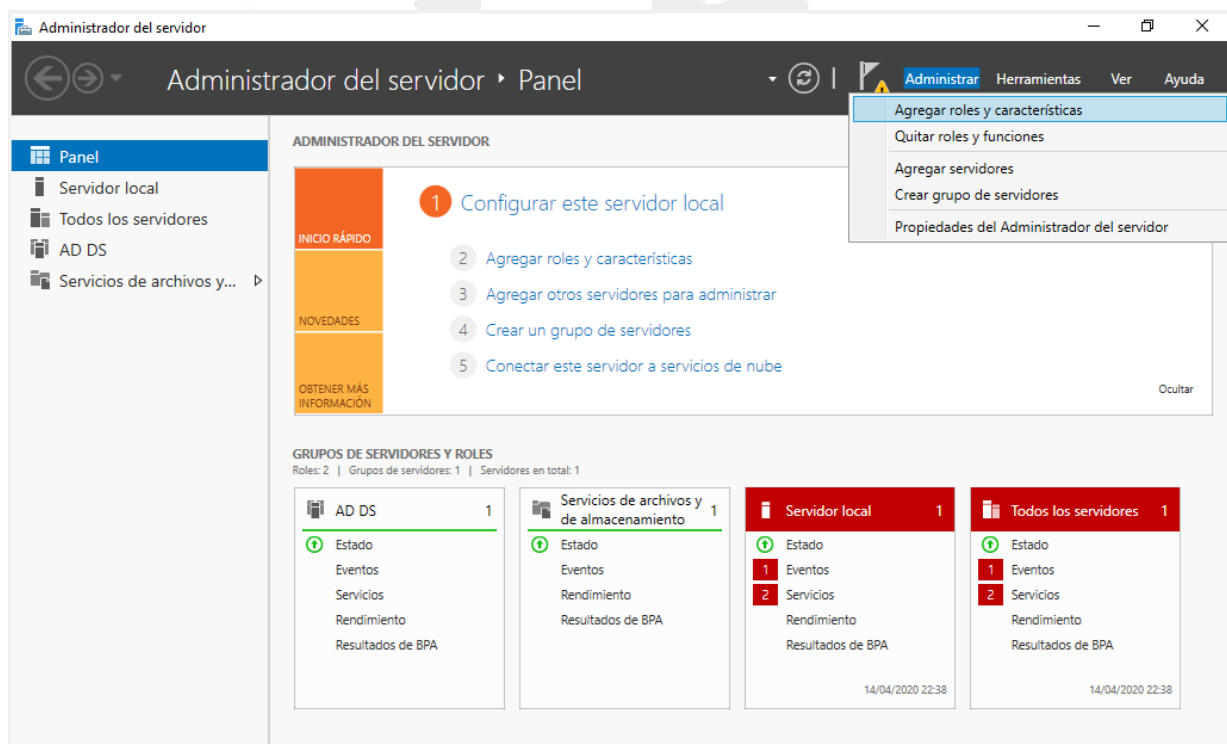 Administrador del servidor
Administrador del servidor ‣ Panel
Administrar Herramientas Ver Ayuda
Agregar roles y características
Quitar roles y funciones
Agregar servidores
Crear grupo de servidores
Propiedades del Administrador del servidor
Panel
Servidor local
Todos los servidores
AD DS
Servicios de archivos y...
ADMINISTRADOR DEL SERVIDOR
INICIO RÁPIDO
NOVEDADES
OBTENER MÁS
INFORMACIÓN
1 Configurar este servidor local
2 Agregar roles y características
3 Agregar otros servidores para administrar
4 Crear un grupo de servidores
5 Conectar este servidor a servicios de nube
Ocultar
GRUPOS DE SERVIDORES Y ROLES
Roles: 2 | Grupos de servidores: 1 | Servidores en total: 1
AD DS 1
Estado
Eventos
Servicios
Rendimiento
Resultados de BPA
Servicios de archivos y
de almacenamiento 1
Estado
Eventos
Rendimiento
Resultados de BPA
Servidor local 1
Estado
1 Eventos
2 Servicios
Rendimiento
Resultados de BPA
14/04/2020 22:38
Todos los servidores 1
Estado
1 Eventos
2 Servicios
Rendimiento
Resultados de BPA
14/04/2020 22:38